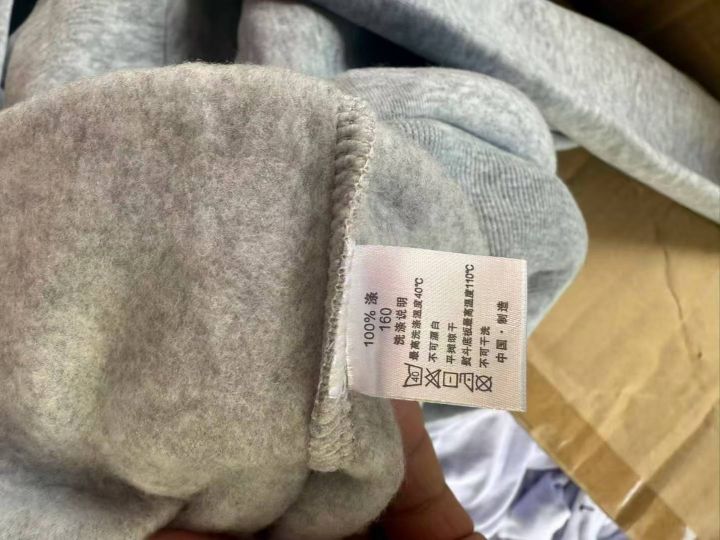 100% 涤
160
洗涤说明
最高洗涤温度40℃
不可漂白
平摊晾干
熨斗底板最高温度110℃
不可干洗
中国·制造
40